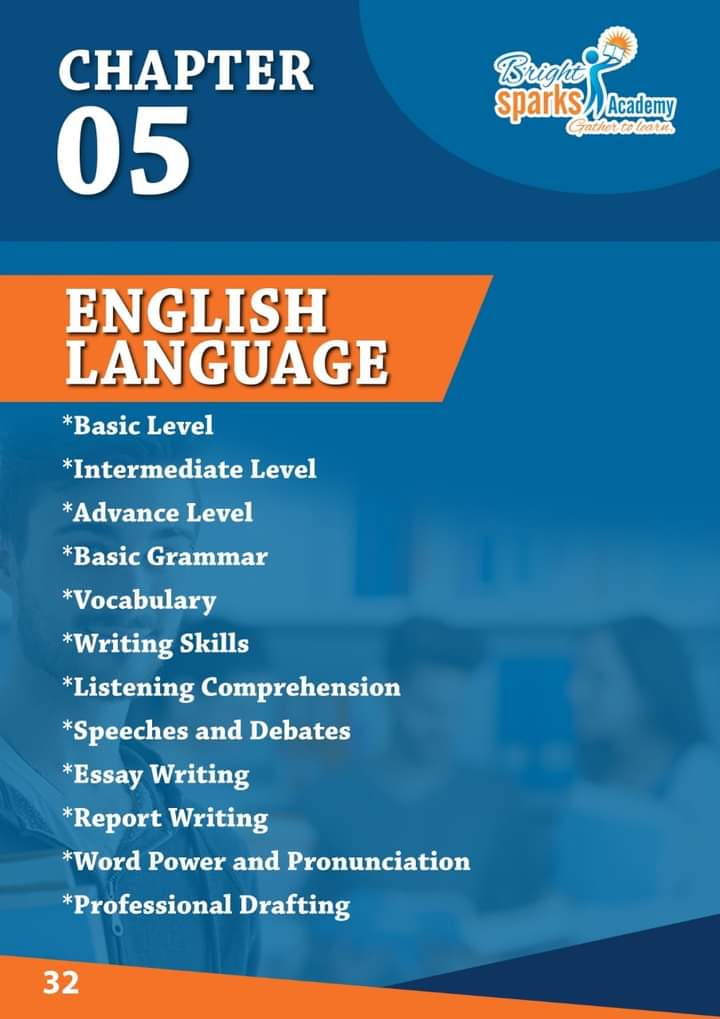 CHAPTER
05
Bright
sparks Academy
Gather to learn.
ENGLISH
LANGUAGE
*Basic Level
*Intermediate Level
*Advance Level
*Basic Grammar
*Vocabulary
*Writing Skills
*Listening Comprehension
*Speeches and Debates
*Essay Writing
*Report Writing
*Word Power and Pronunciation
*Professional Drafting
32